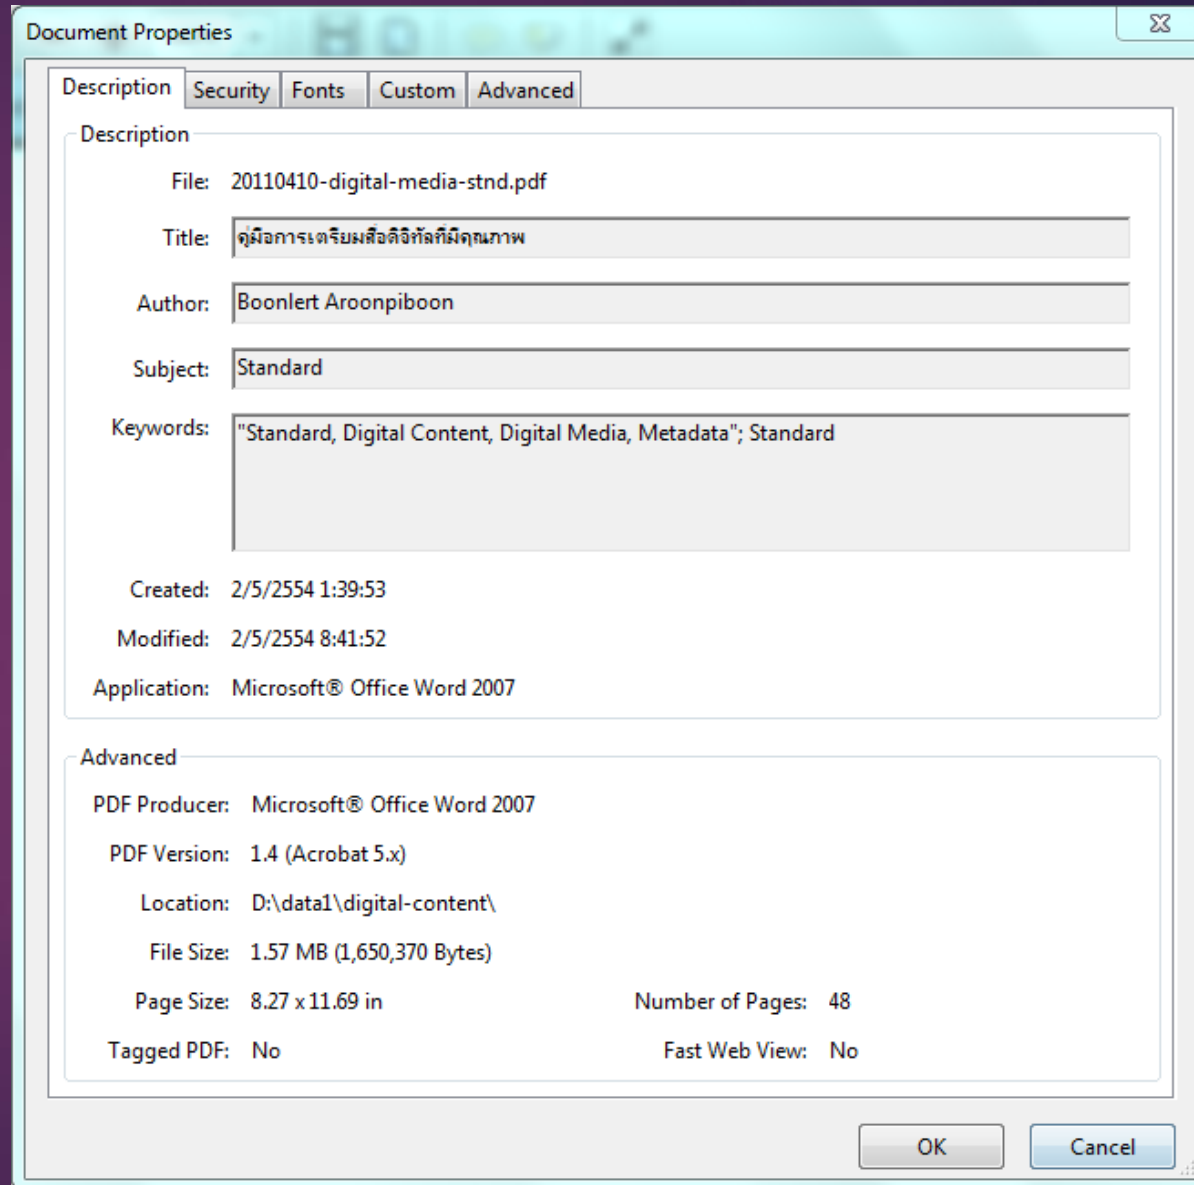 Document Properties
Description Security Fonts Custom Advanced
Description
File: 20110410-digital-media-stnd.pdf
Title: คู่มือการเตรียมสื่อดิจิทัลที่มีคุณภาพ
Author: Boonlert Aroonpiboon
Subject: Standard
Keywords: "Standard, Digital Content, Digital Media, Metadata"; Standard
Created: 2/5/2554 1:39:53
Modified: 2/5/2554 8:41:52
Application: Microsoft® Office Word 2007
Advanced
PDF Producer: Microsoft® Office Word 2007
PDF Version: 1.4 (Acrobat 5.x)
Location: D:\data1\digital-content\
File Size: 1.57 MB (1,650,370 Bytes)
Page Size: 8.27 x 11.69 in Number of Pages: 48
Tagged PDF: No Fast Web View: No
OK Cancel